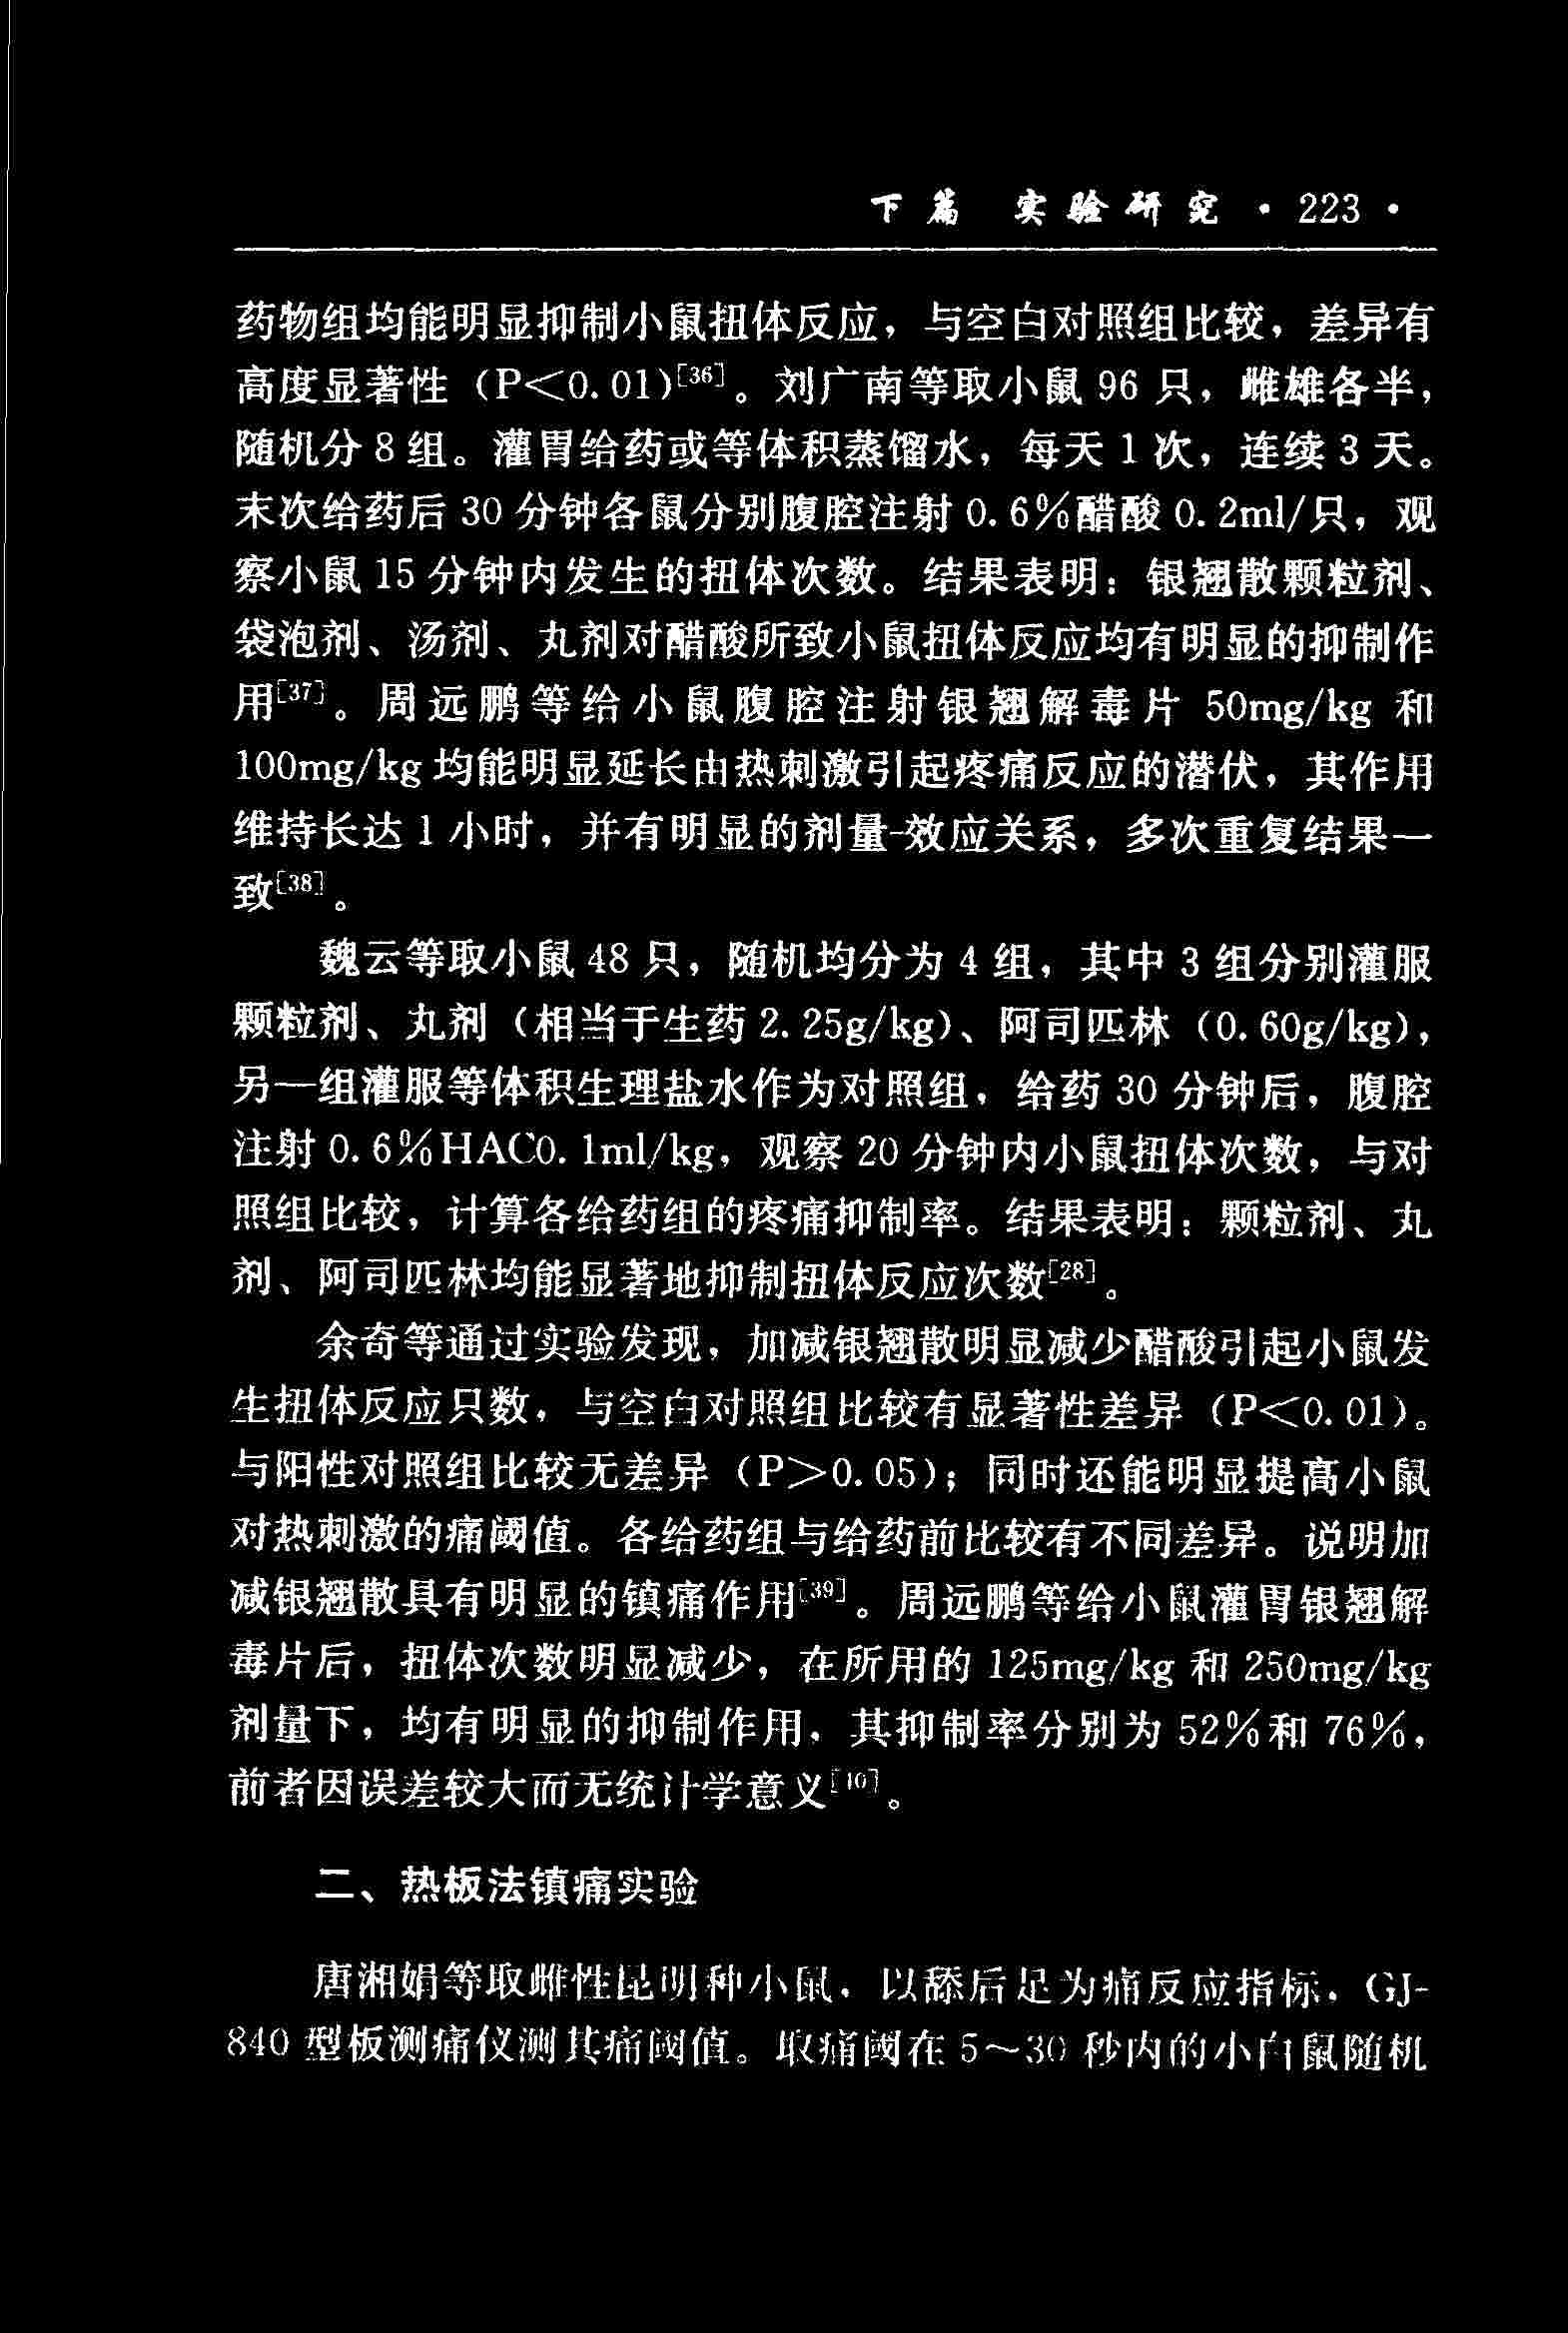 下篇 实验研究 · 223 ·
药物组均能明显抑制小鼠扭体反应，与空白对照组比较，差异有
高度显著性（P＜0.01）[36]。刘广南等取小鼠 96 只，雌雄各半，
随机分 8 组。灌胃给药或等体积蒸馏水，每天 1 次，连续 3 天。
末次给药后 30 分钟各鼠分别腹腔注射 0.6％醋酸 0.2ml/只，观
察小鼠 15 分钟内发生的扭体次数。结果表明：银翘散颗粒剂、
袋泡剂、汤剂、丸剂对醋酸所致小鼠扭体反应均有明显的抑制作
用[37]。周远鹏等给小鼠腹腔注射银翘解毒片 50mg/kg 和
100mg/kg 均能明显延长由热刺激引起疼痛反应的潜伏，其作用
维持长达 1 小时，并有明显的剂量-效应关系，多次重复结果一
致[38]。
魏云等取小鼠 48 只，随机均分为 4 组，其中 3 组分别灌服
颗粒剂、丸剂（相当于生药 2.25g/kg）、阿司匹林（0.60g/kg），
另一组灌服等体积生理盐水作为对照组，给药 30 分钟后，腹腔
注射 0.6％HAC0.1ml/kg，观察 20 分钟内小鼠扭体次数，与对
照组比较，计算各给药组的疼痛抑制率。结果表明：颗粒剂、丸
剂、阿司匹林均能显著地抑制扭体反应次数[28]。
余奇等通过实验发现，加减银翘散明显减少醋酸引起小鼠发
生扭体反应只数，与空白对照组比较有显著性差异（P＜0.01）。
与阳性对照组比较无差异（P＞0.05）；同时还能明显提高小鼠
对热刺激的痛阈值。各给药组与给药前比较有不同差异。说明加
减银翘散具有明显的镇痛作用[39]。周远鹏等给小鼠灌胃银翘解
毒片后，扭体次数明显减少，在所用的 125mg/kg 和 250mg/kg
剂量下，均有明显的抑制作用，其抑制率分别为 52％和 76％，
前者因误差较大而无统计学意义[40]。
二、热板法镇痛实验
唐湘娟等取雌性昆明种小鼠，以舔后足为痛反应指标，GJ-
840 型板测痛仪测其痛阈值。取痛阈在 5～30 秒内的小白鼠随机